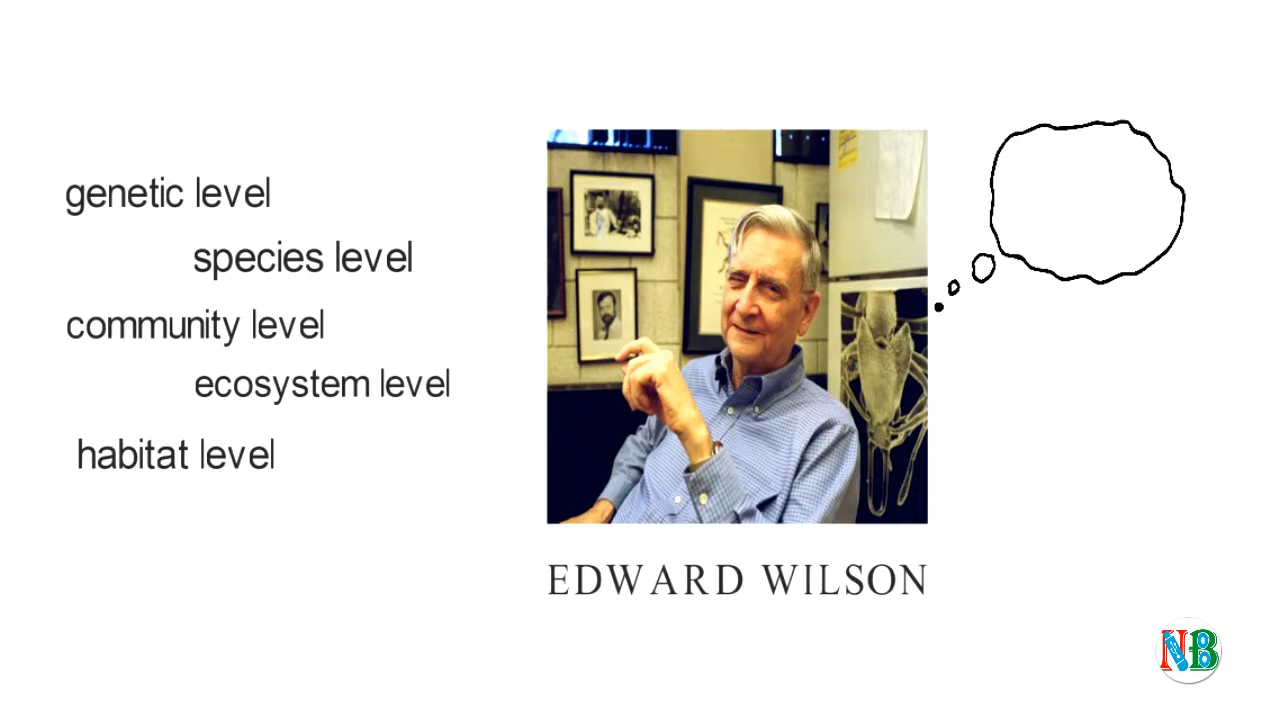 genetic level
species level
community level
ecosystem level
habitat level
EDWARD WILSON
NB